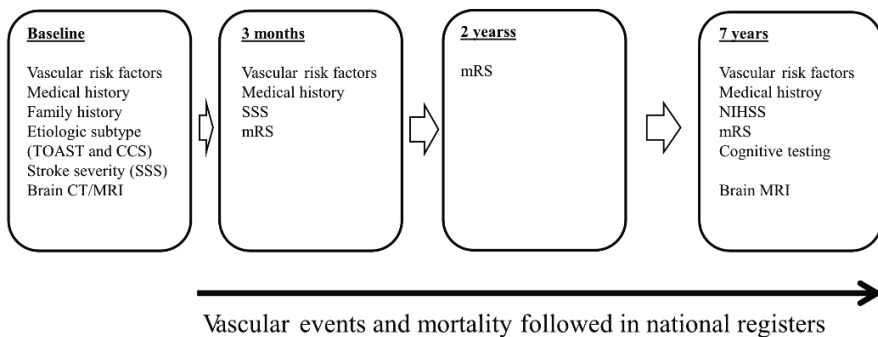 Baseline
Vascular risk factors
Medical history
Family history
Etiologic subtype
(TOAST and CCS)
Stroke severity (SSS)
Brain CT/MRI
3 months
Vascular risk factors
Medical history
SSS
mRS
2 yearss
mRS
7 years
Vascular risk factors
Medical histroy
NIHSS
mRS
Cognitive testing
Brain MRI
Vascular events and mortality followed in national registers